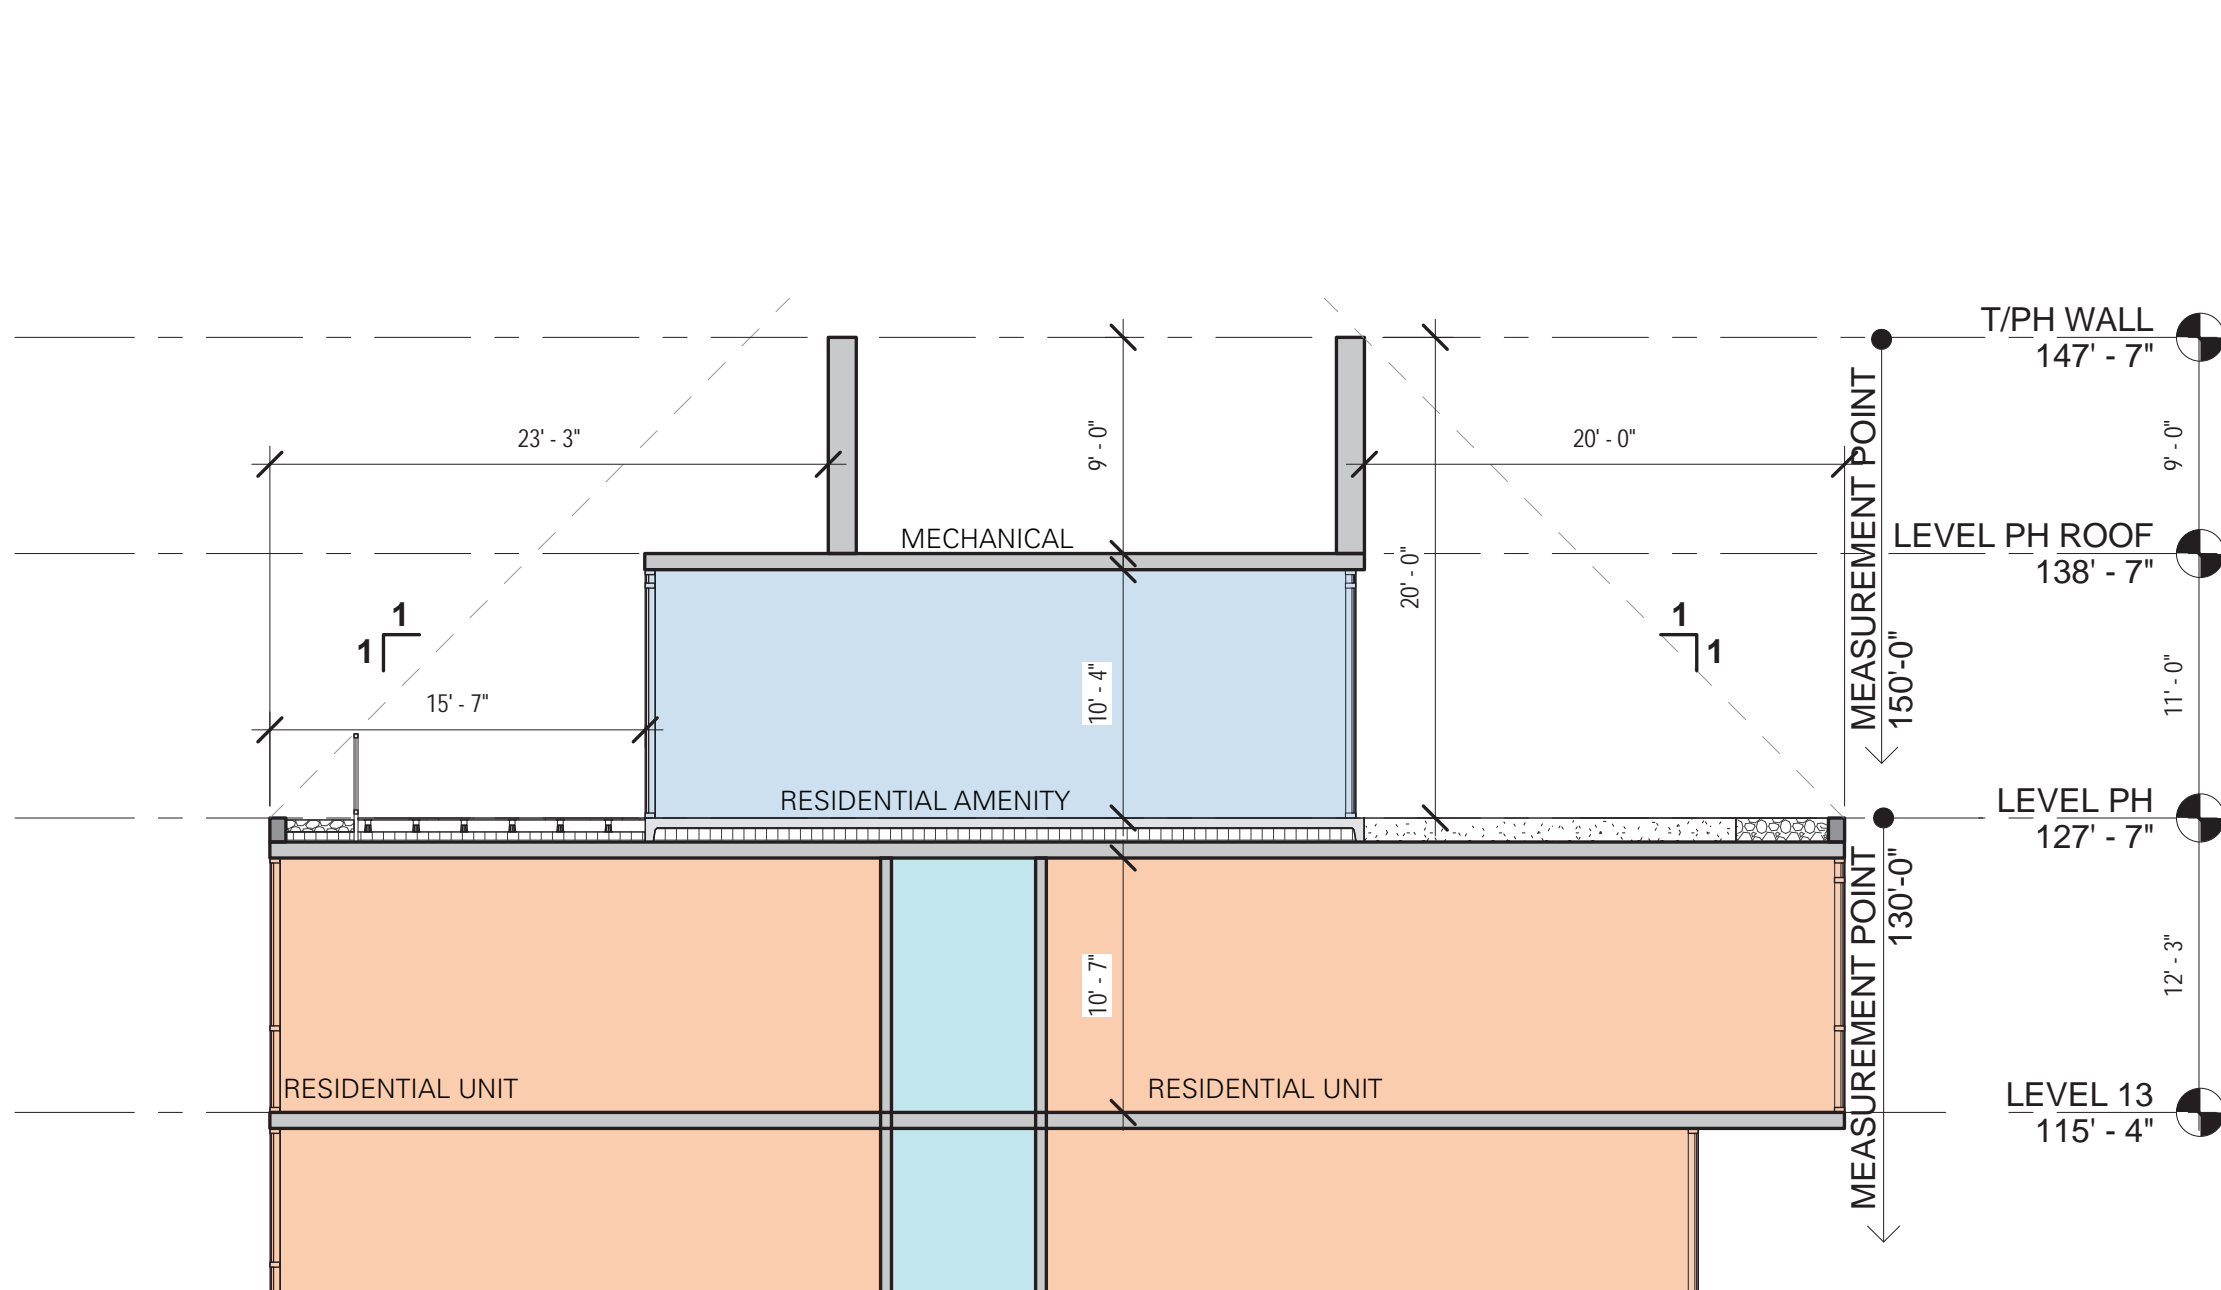 T/PH WALL
147' - 7"
23' - 3"
9' - 0"
20' - 0"
9' - 0"
MEASUREMENT POINT
150'-0"
MECHANICAL
LEVEL PH ROOF
138' - 7"
20' - 0"
1
1
1
1
15' - 7"
10' - 4"
11' - 0"
RESIDENTIAL AMENITY
LEVEL PH
127' - 7"
MEASUREMENT POINT
130'-0"
10' - 7"
12' - 3"
RESIDENTIAL UNIT
RESIDENTIAL UNIT
LEVEL 13
115' - 4"